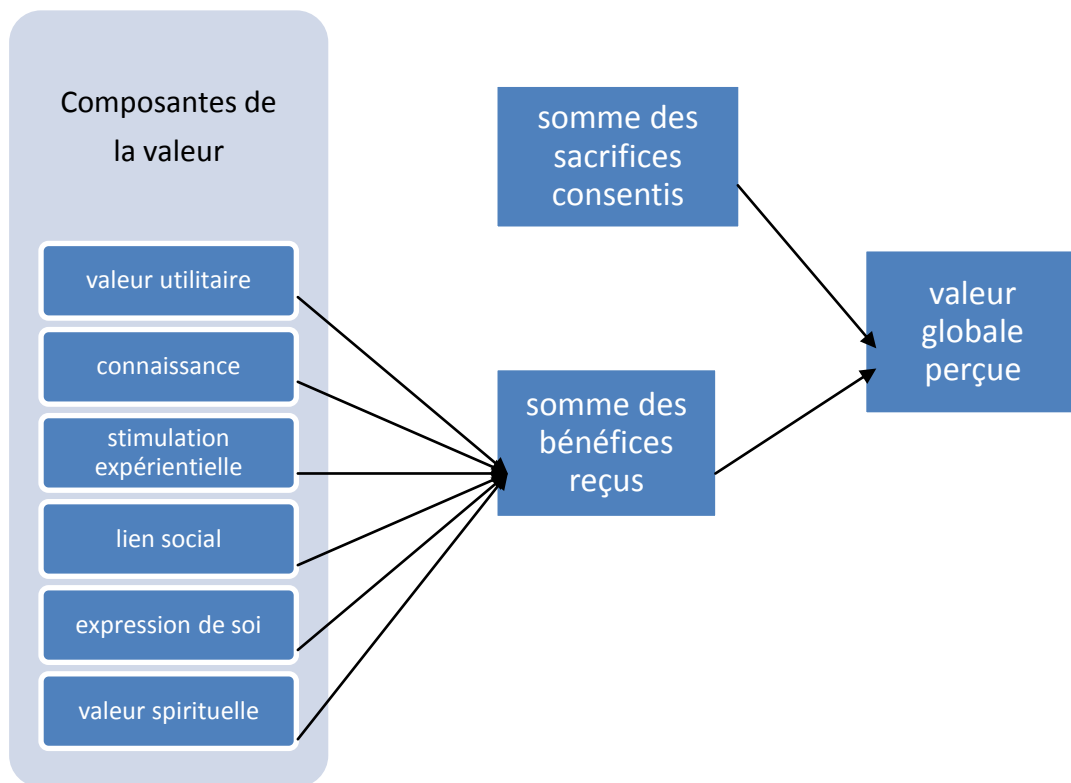 Composantes de
la valeur
valeur utilitaire
connaissance
stimulation
expérientielle
lien social
expression de soi
valeur spirituelle
somme des
sacrifices
consentis
somme des
bénéfices
reçus
valeur
globale
perçue